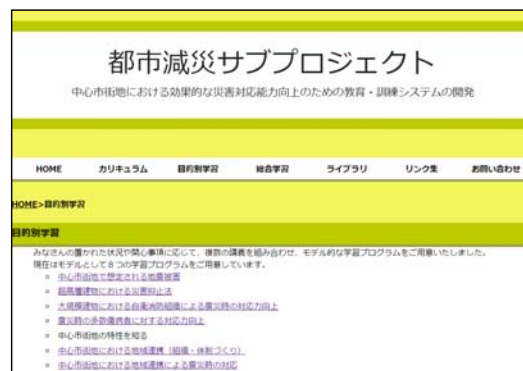 都市減災サブプロジェクト
中心市街地における効果的な災害対応能力向上のための教育・訓練システムの開発
HOME カリキュラム 目的別学習 総合学習 ライブラリ リンク集 お問い合わせ
HOME>目的別学習
目的別学習
みなさんの置かれた状況や関心事項に応じて、複数の講義を組み合わせ、モデル的な学習プログラムをご用意いたしました。
現在はモデルとして８つの学習プログラムをご用意しています。
中心市街地で想定される地震被害
超高層建物における災害抑止法
大規模建物における自衛消防組織による震災時の対応力向上
震災時の多数傷病者に対する対応力向上
中心市街地の特性を知る
中心市街地における地域連携（組織・体制づくり）
中心市街地における地域連携による震災時の対応